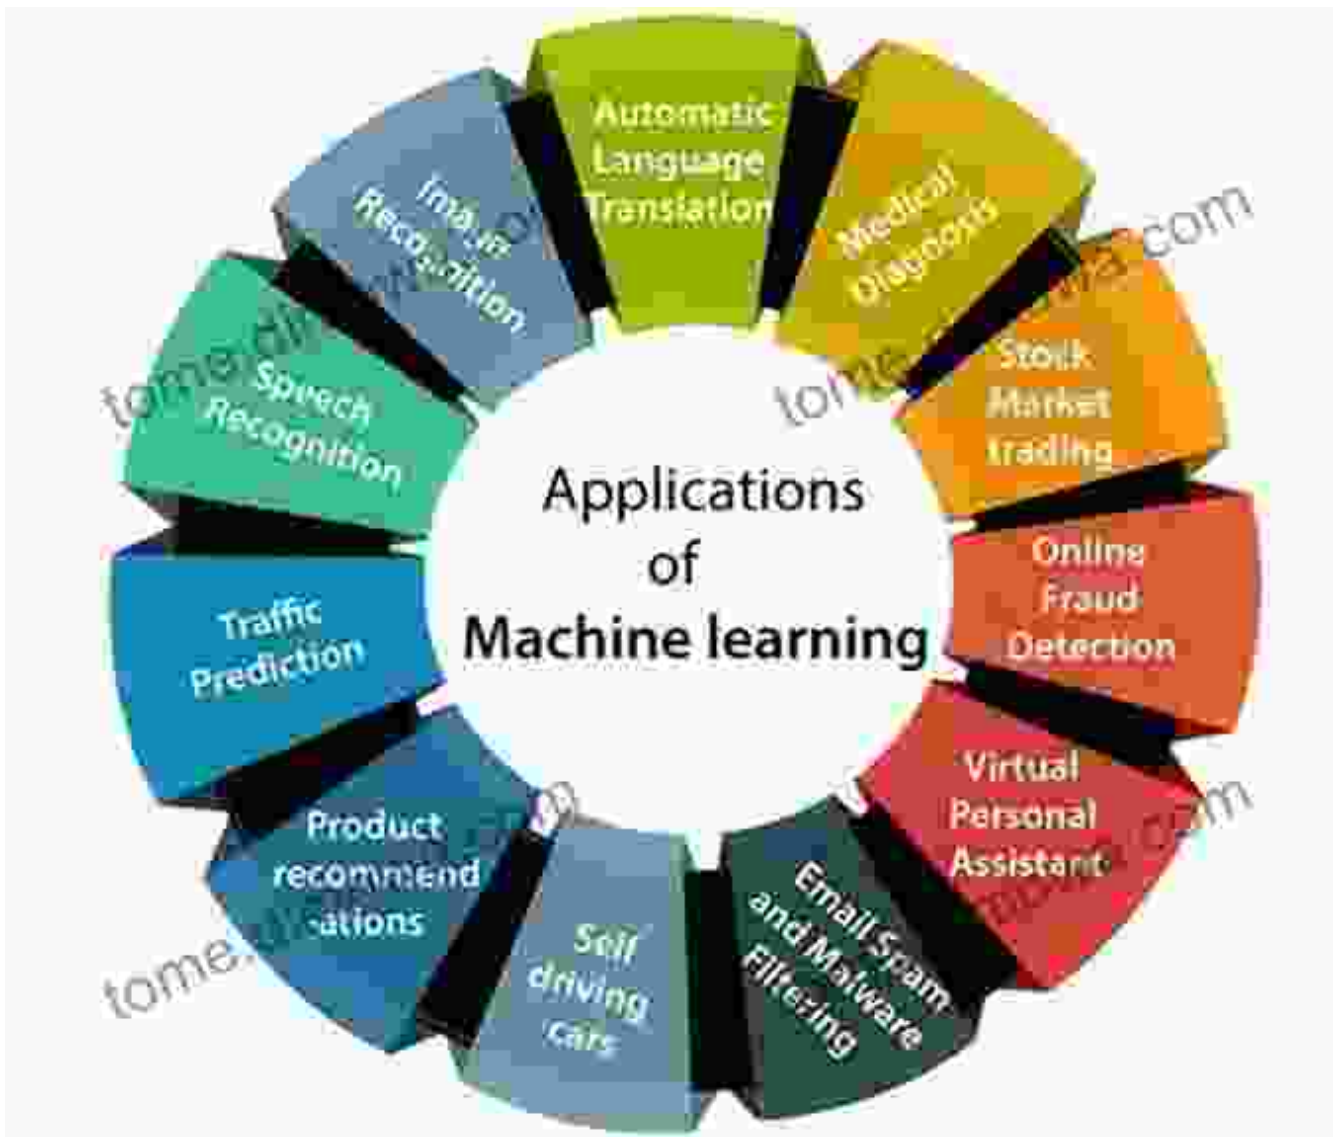 Automatic
Language
Translation
Medical
Diagnosis
Stock
Market
trading
Online
Fraud
Detection
Virtual
Personal
Assistant
Email Spam
and Malware
Filtering
Self
driving
cars
Product
recommend
-ations
Traffic
Prediction
Speech
Recognition
Image
Recognition
Applications
of
Machine learning